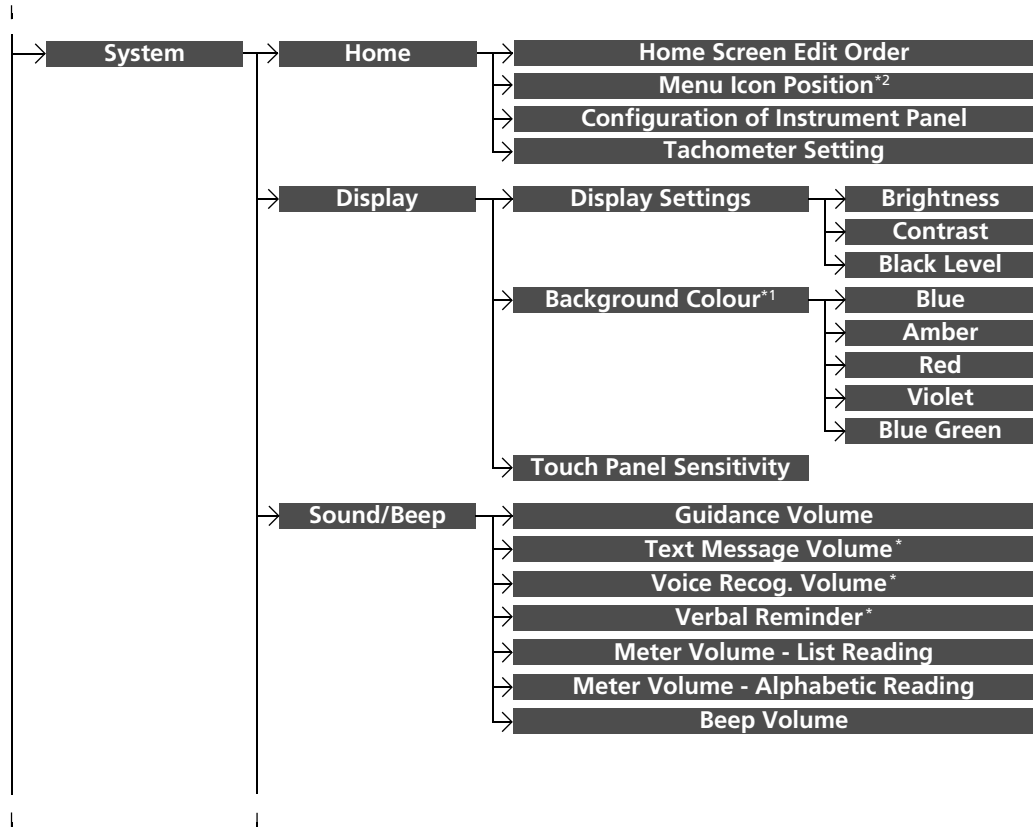 System
Home
Home Screen Edit Order
Menu Icon Position*2
Configuration of Instrument Panel
Tachometer Setting
Display
Display Settings
Brightness
Contrast
Black Level
Background Colour*1
Blue
Amber
Red
Violet
Blue Green
Touch Panel Sensitivity
Sound/Beep
Guidance Volume
Text Message Volume*
Voice Recog. Volume*
Verbal Reminder*
Meter Volume - List Reading
Meter Volume - Alphabetic Reading
Beep Volume